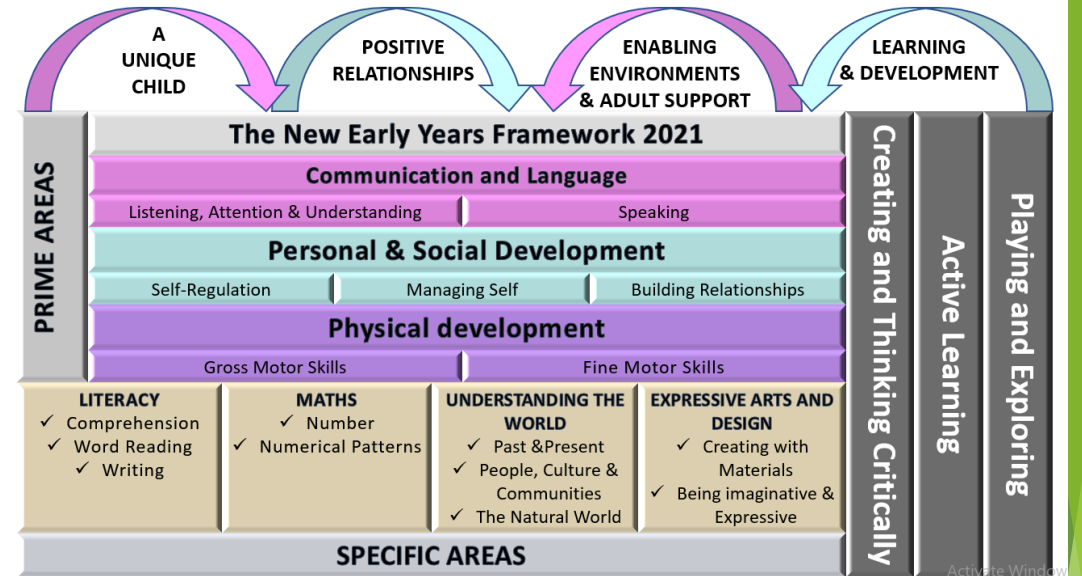 A
UNIQUE
CHILD
POSITIVE
RELATIONSHIPS
ENABLING
ENVIRONMENTS
& ADULT SUPPORT
LEARNING
& DEVELOPMENT
PRIME AREAS
The New Early Years Framework 2021
Communication and Language
Listening, Attention & Understanding
Speaking
Personal & Social Development
Self-Regulation
Managing Self
Building Relationships
Physical development
Gross Motor Skills
Fine Motor Skills
LITERACY
✓ Comprehension
✓ Word Reading
✓ Writing
MATHS
✓ Number
✓ Numerical Patterns
UNDERSTANDING THE
WORLD
✓ Past &Present
✓ People, Culture &
Communities
✓ The Natural World
EXPRESSIVE ARTS AND
DESIGN
✓ Creating with
Materials
✓ Being imaginative &
Expressive
SPECIFIC AREAS
Creating and Thinking Critically
Active Learning
Playing and Exploring
Activate Window